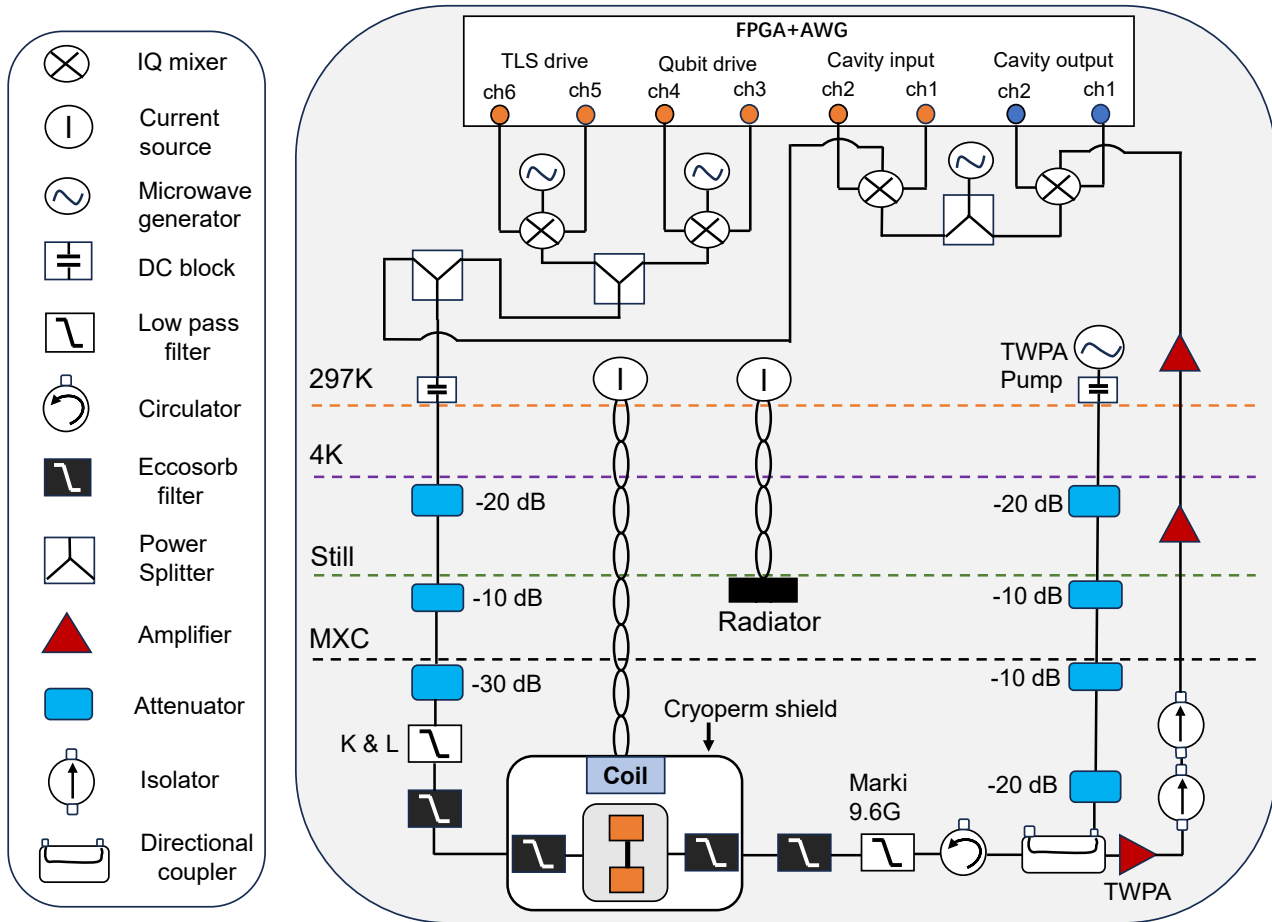 IQ mixer
Current
source
Microwave
generator
DC block
Low pass
filter
Circulator
Eccosorb
filter
Power
Splitter
Amplifier
Attenuator
Isolator
Directional
coupler
FPGA+AWG
TLS drive
Qubit drive
Cavity input
Cavity output
ch6
ch5
ch4
ch3
ch2
ch1
ch2
ch1
TWPA
Pump
297K
I
I
I
4K
-20 dB
-20 dB
Still
-10 dB
Radiator
-10 dB
MXC
-30 dB
-10 dB
Cryoperm shield
K & L
Coil
Marki
9.6G
-20 dB
TWPA